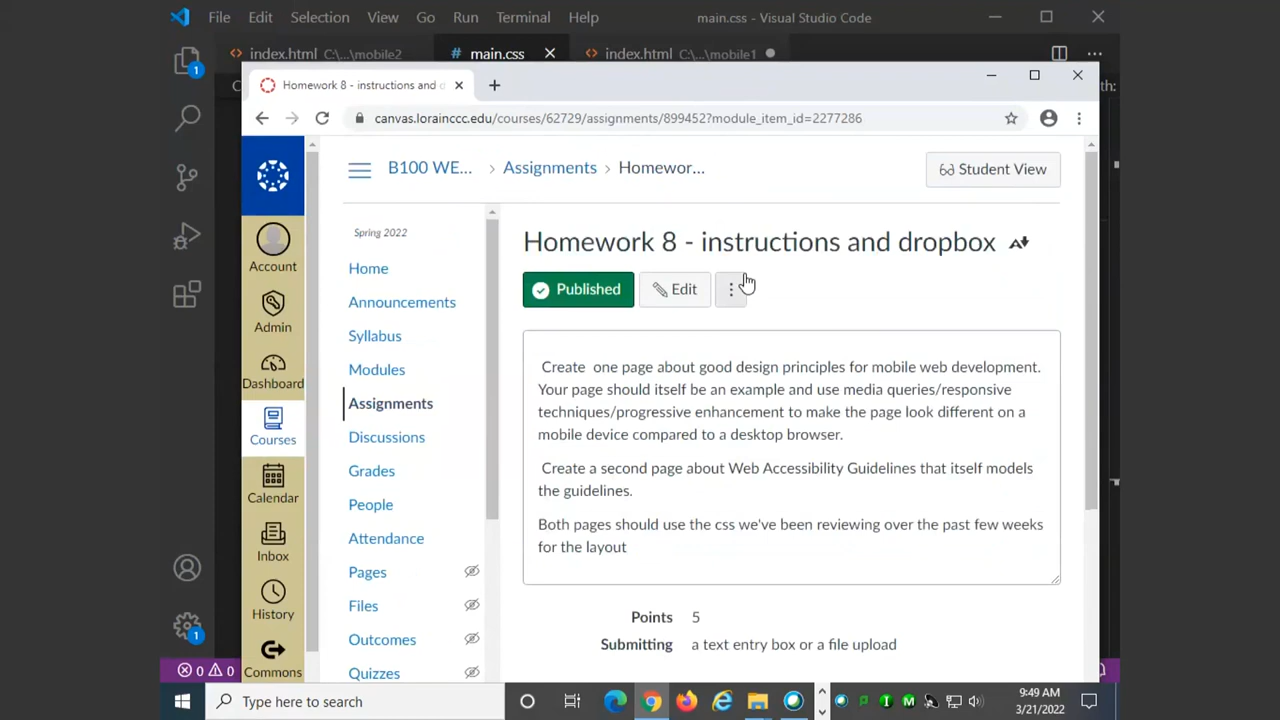 File Edit Selection View Go Run Terminal Help
main.css - Visual Studio Code
index.html C:\...\mobile2
# main.css
index.html C:\...\mobile1
1
Homework 8 - instructions and
canvas.lorainccc.edu/courses/62729/assignments/899452?module_item_id=2277286
B100 WE... › Assignments › Homewor...
Student View
Account
Admin
Dashboard
Courses
Calendar
Inbox
History
Commons
Spring 2022
Home
Announcements
Syllabus
Modules
Assignments
Discussions
Grades
People
Attendance
Pages
Files
Outcomes
Quizzes
Homework 8 - instructions and dropbox
Published
Edit
Create one page about good design principles for mobile web development.
Your page should itself be an example and use media queries/responsive
techniques/progressive enhancement to make the page look different on a
mobile device compared to a desktop browser.
Create a second page about Web Accessibility Guidelines that itself models
the guidelines.
Both pages should use the css we've been reviewing over the past few weeks
for the layout
Points 5
Submitting a text entry box or a file upload
1
0 0
Type here to search
9:49 AM
3/21/2022